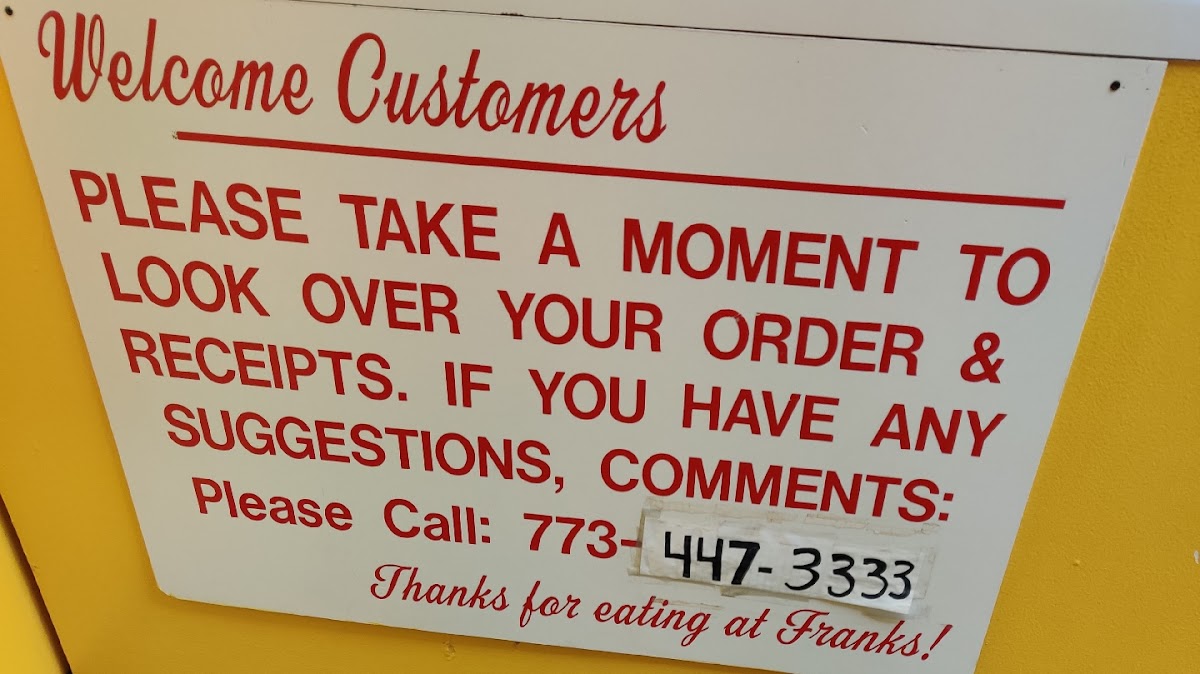 Welcome Customers
PLEASE TAKE A MOMENT TO
LOOK OVER YOUR ORDER &
RECEIPTS. IF YOU HAVE ANY
SUGGESTIONS, COMMENTS:
Please Call: 773-447-3333
Thanks for eating at Franks!